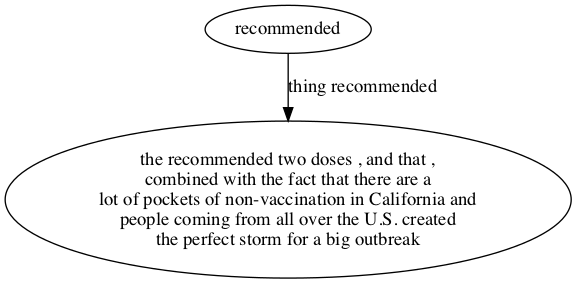 recommended
thing recommended
the recommended two doses , and that ,
combined with the fact that there are a
lot of pockets of non-vaccination in California and
people coming from all over the U.S. created
the perfect storm for a big outbreak